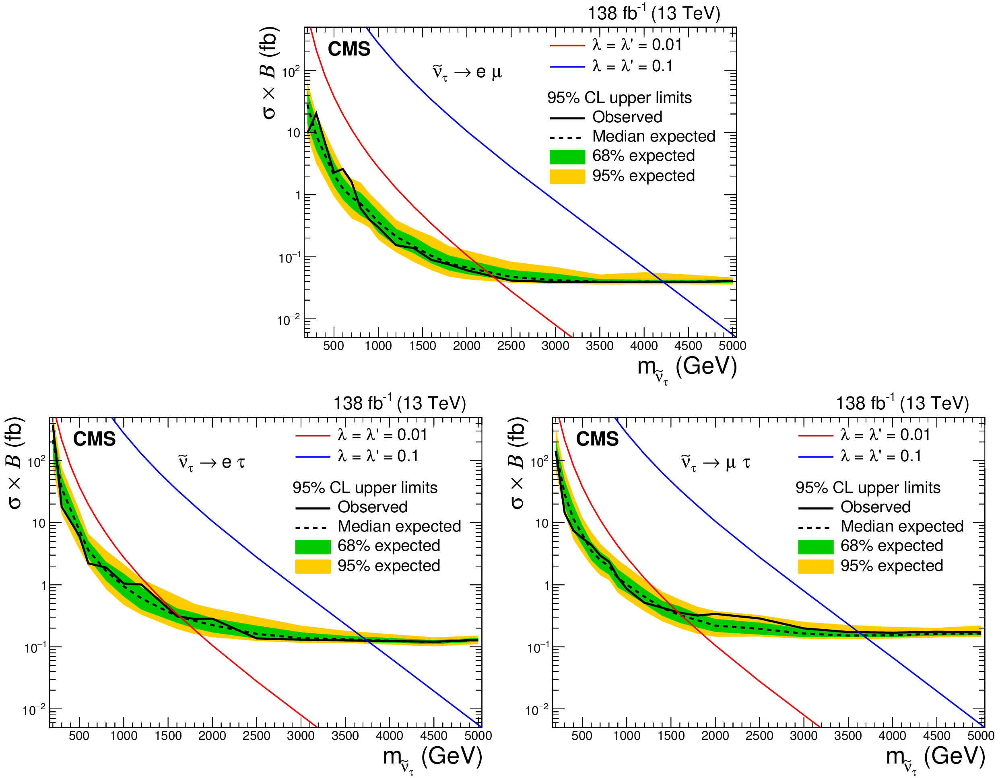 138 fb⁻¹ (13 TeV)
CMS
ν̃τ → e μ
λ = λ' = 0.01
λ = λ' = 0.1
95% CL upper limits
Observed
Median expected
68% expected
95% expected
σ × B (fb)
10²
10
1
10⁻¹
10⁻²
500 1000 1500 2000 2500 3000 3500 4000 4500 5000
m ν̃τ (GeV)
138 fb⁻¹ (13 TeV)
CMS
ν̃τ → e τ
λ = λ' = 0.01
λ = λ' = 0.1
95% CL upper limits
Observed
Median expected
68% expected
95% expected
σ × B (fb)
10²
10
1
10⁻¹
10⁻²
500 1000 1500 2000 2500 3000 3500 4000 4500 5000
m ν̃τ (GeV)
138 fb⁻¹ (13 TeV)
CMS
ν̃τ → μ τ
λ = λ' = 0.01
λ = λ' = 0.1
95% CL upper limits
Observed
Median expected
68% expected
95% expected
σ × B (fb)
10²
10
1
10⁻¹
10⁻²
500 1000 1500 2000 2500 3000 3500 4000 4500 5000
m ν̃τ (GeV)